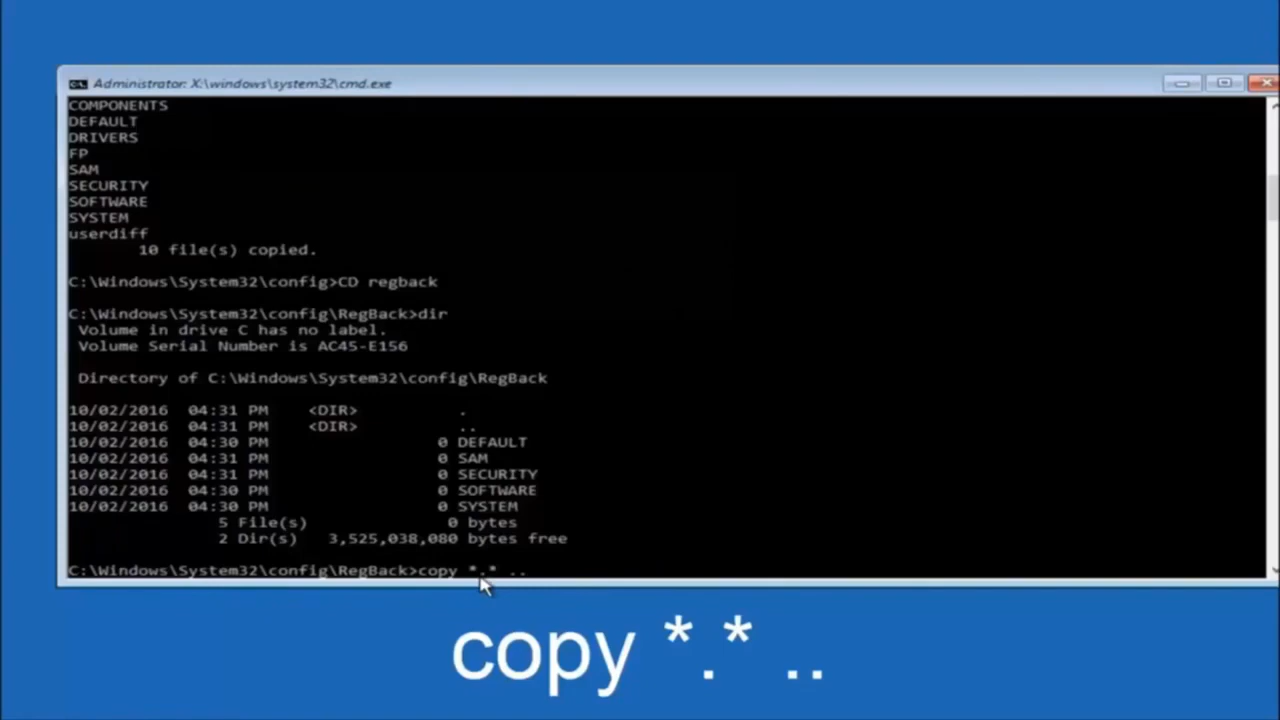 Administrator: X:\windows\system32\cmd.exe
COMPONENTS
DEFAULT
DRIVERS
FP
SAM
SECURITY
SOFTWARE
SYSTEM
userdiff
10 file(s) copied.
C:\Windows\System32\config>CD regback
C:\Windows\System32\config\RegBack>dir
Volume in drive C has no label.
Volume Serial Number is AC45-E156
Directory of C:\Windows\System32\config\RegBack
10/02/2016 04:31 PM <DIR> .
10/02/2016 04:31 PM <DIR> ..
10/02/2016 04:30 PM 0 DEFAULT
10/02/2016 04:31 PM 0 SAM
10/02/2016 04:31 PM 0 SECURITY
10/02/2016 04:30 PM 0 SOFTWARE
10/02/2016 04:30 PM 0 SYSTEM
5 File(s) 0 bytes
2 Dir(s) 3,525,038,080 bytes free
C:\Windows\System32\config\RegBack>copy *.* ..
copy *.* ..